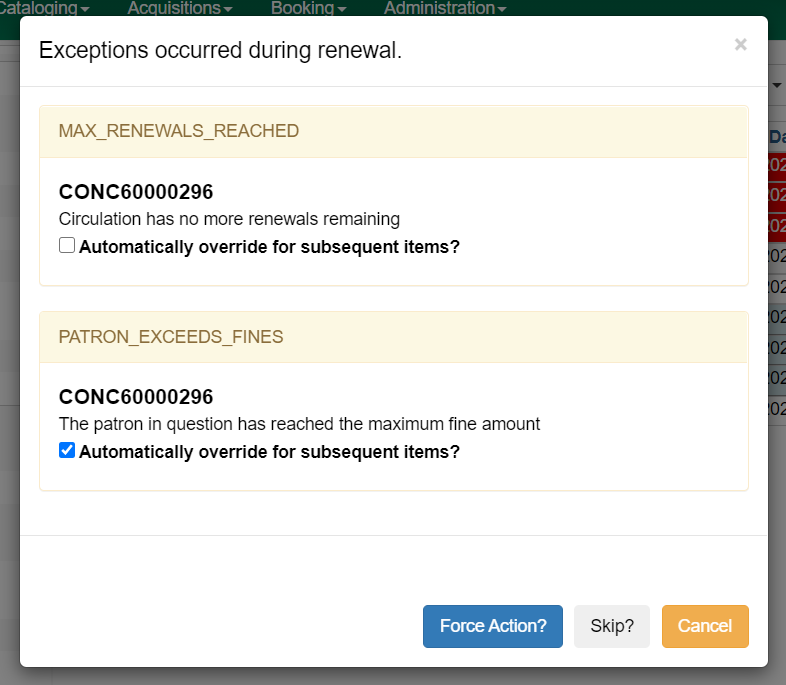 Cataloging Acquisitions Booking Administration
Exceptions occurred during renewal.
×
MAX_RENEWALS_REACHED
CONC60000296
Circulation has no more renewals remaining
Automatically override for subsequent items?
PATRON_EXCEEDS_FINES
CONC60000296
The patron in question has reached the maximum fine amount
Automatically override for subsequent items?
Force Action? Skip? Cancel